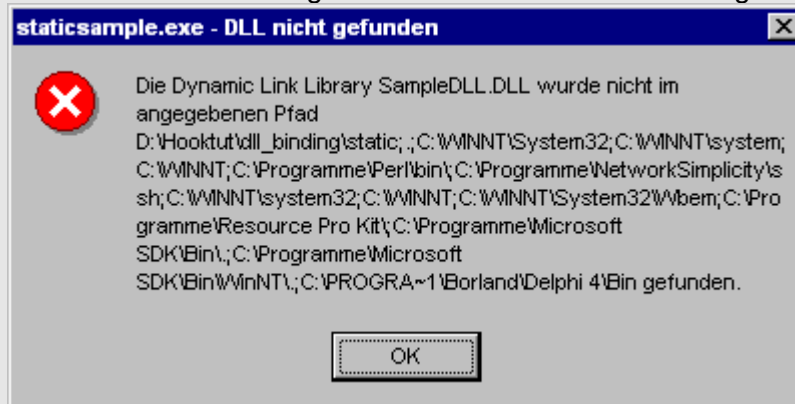 staticsample.exe - DLL nicht gefunden
Die Dynamic Link Library SampleDLL.DLL wurde nicht im
angegebenen Pfad
D:\Hooktut\dll_binding\static;.;C:\WINNT\System32;C:\WINNT\system;
C:\WINNT;C:\Programme\Perl\bin\;C:\Programme\NetworkSimplicity\s
sh;C:\WINNT\system32;C:\WINNT;C:\WINNT\System32\Wbem;C:\Pro
gramme\Resource Pro Kit\;C:\Programme\Microsoft
SDK\Bin\.;C:\Programme\Microsoft
SDK\Bin\WinNT\.;C:\PROGRA~1\Borland\Delphi 4\Bin gefunden.
OK